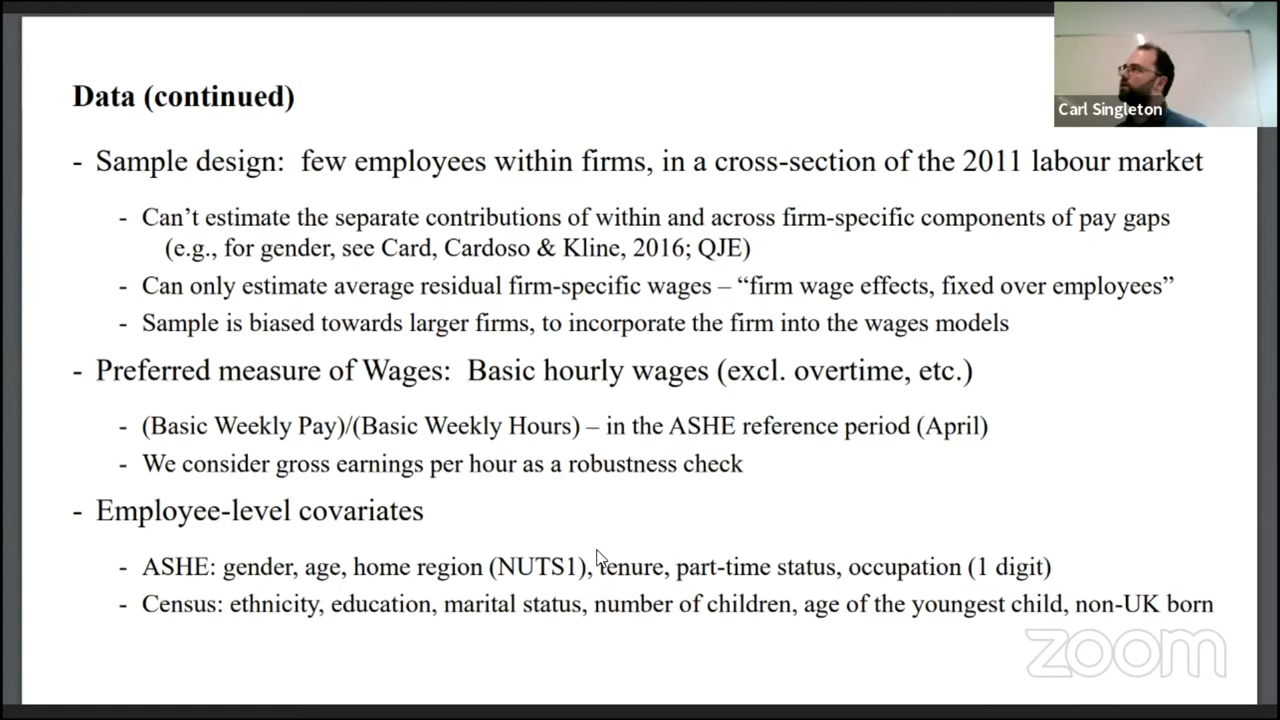 Data (continued)
Carl Singleton
- Sample design: few employees within firms, in a cross-section of the 2011 labour market
- Can't estimate the separate contributions of within and across firm-specific components of pay gaps
(e.g., for gender, see Card, Cardoso & Kline, 2016; QJE)
- Can only estimate average residual firm-specific wages – “firm wage effects, fixed over employees”
- Sample is biased towards larger firms, to incorporate the firm into the wages models
- Preferred measure of Wages: Basic hourly wages (excl. overtime, etc.)
- (Basic Weekly Pay)/(Basic Weekly Hours) – in the ASHE reference period (April)
- We consider gross earnings per hour as a robustness check
- Employee-level covariates
- ASHE: gender, age, home region (NUTS1), tenure, part-time status, occupation (1 digit)
- Census: ethnicity, education, marital status, number of children, age of the youngest child, non-UK born
zoom